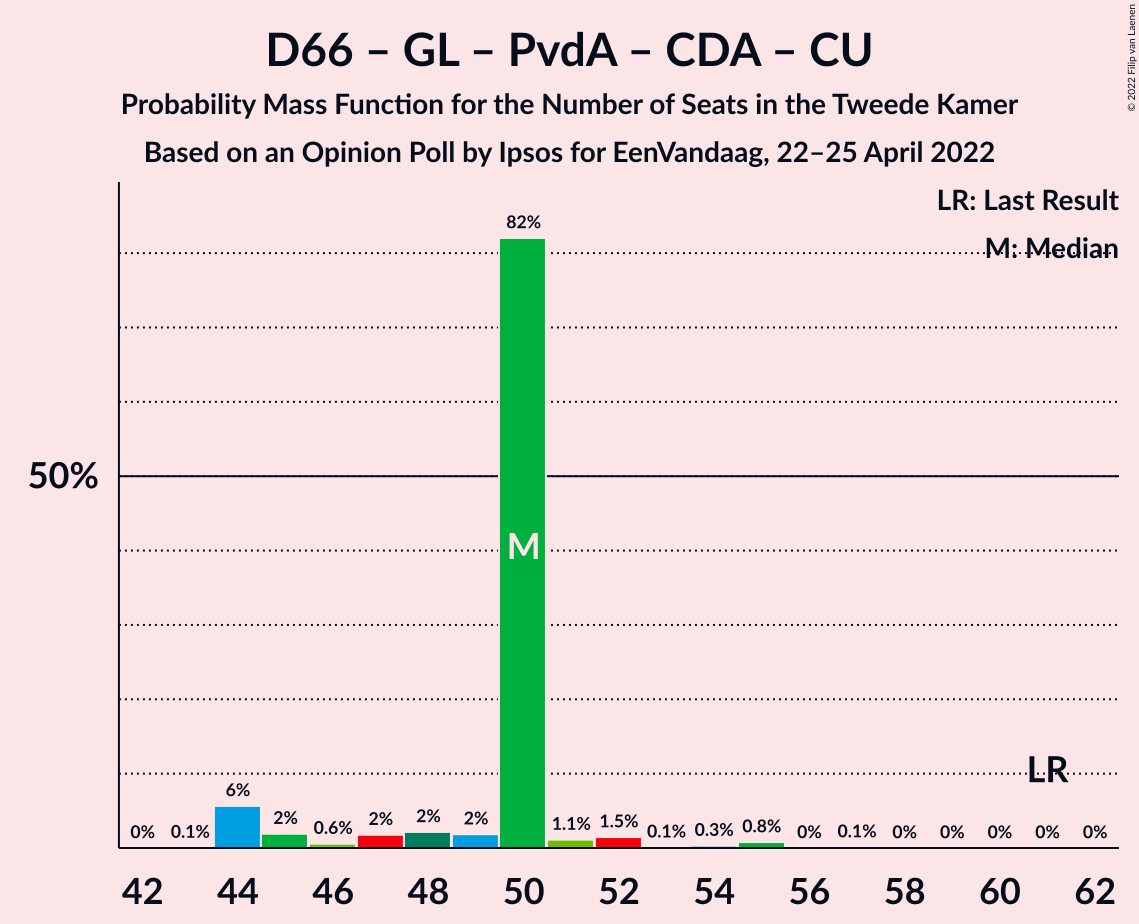 D66 – GL – PvdA – CDA – CU
Probability Mass Function for the Number of Seats in the Tweede Kamer
Based on an Opinion Poll by Ipsos for EenVandaag, 22–25 April 2022
© 2022 Filip van Laenen
LR: Last Result
M: Median
50%
82%
M
LR
0% 0.1% 6% 2% 0.6% 2% 2% 2% 1.1% 1.5% 0.1% 0.3% 0.8% 0% 0.1% 0% 0% 0% 0% 0%
42 44 46 48 50 52 54 56 58 60 62